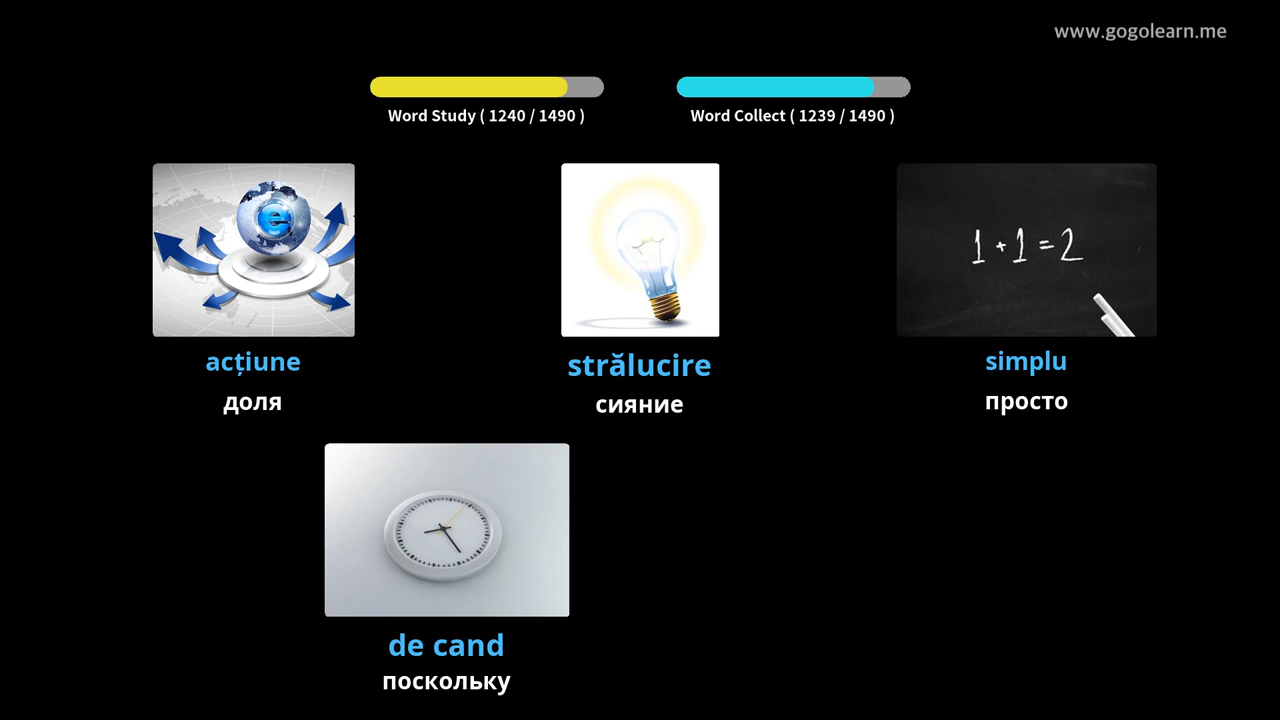 www.gogolearn.me
Word Study ( 1240 / 1490 )
Word Collect ( 1239 / 1490 )
e
1 + 1 = 2
acțiune
strălucire
simplu
доля
сияние
просто
de cand
поскольку